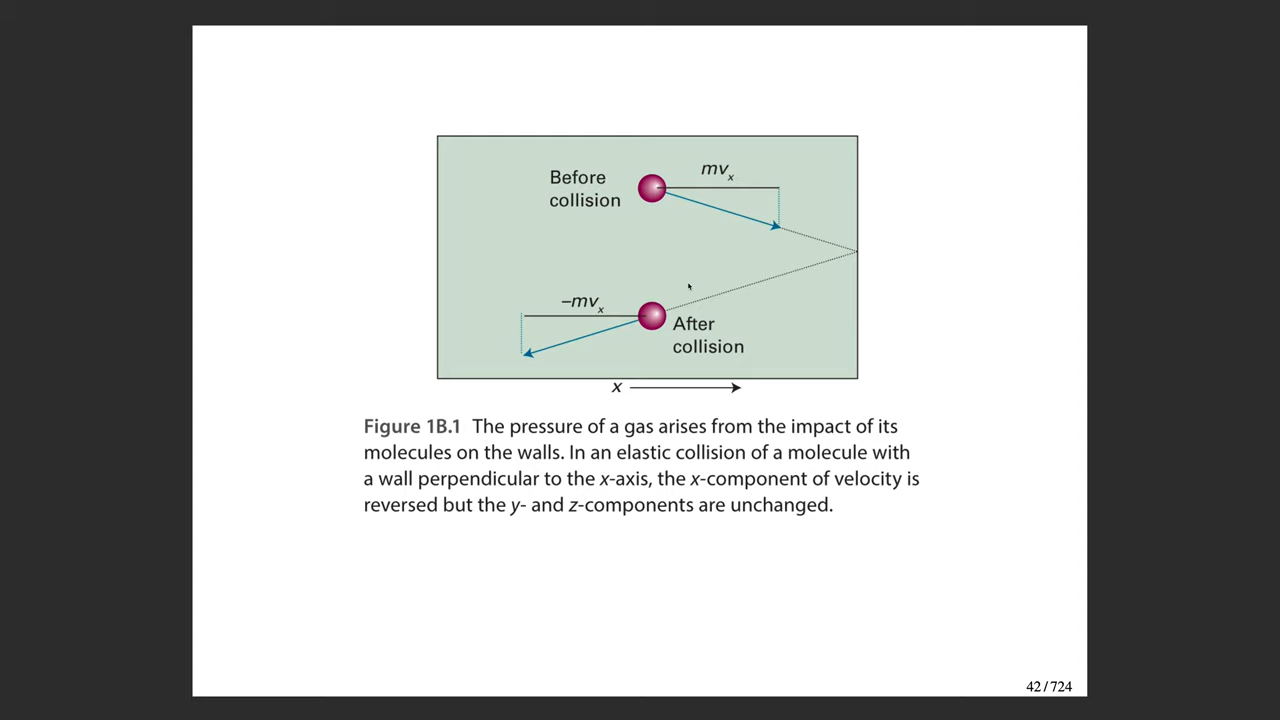 Before
collision
mvₓ
–mvₓ
After
collision
x
Figure 1B.1 The pressure of a gas arises from the impact of its
molecules on the walls. In an elastic collision of a molecule with
a wall perpendicular to the x-axis, the x-component of velocity is
reversed but the y- and z-components are unchanged.
42/724